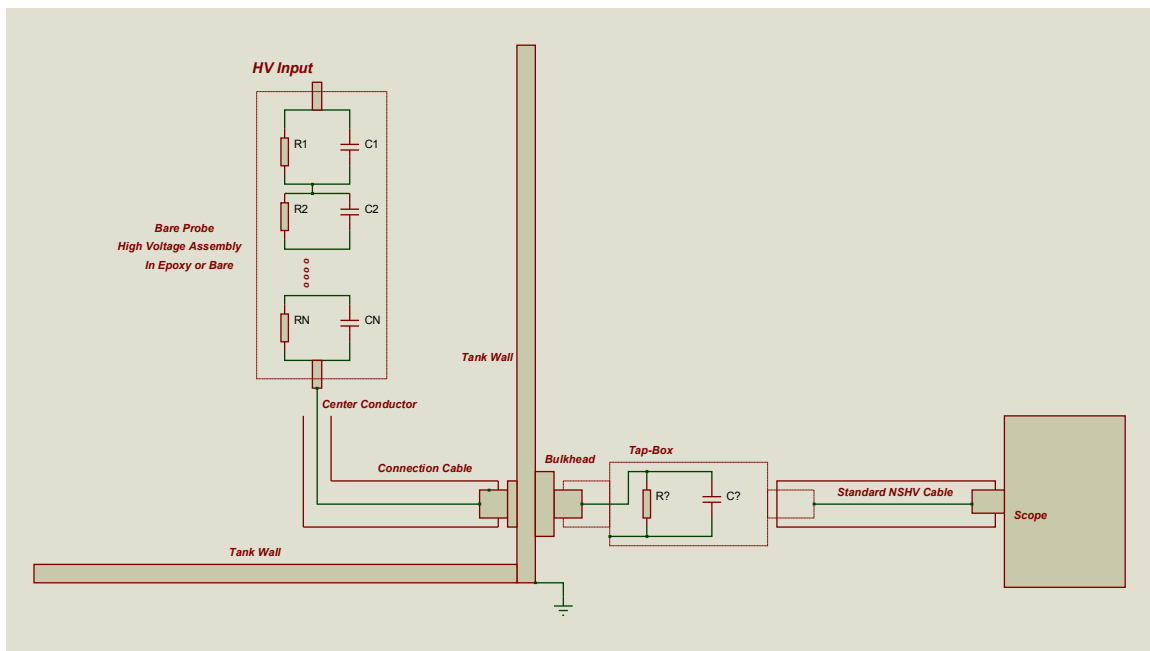 HV Input
R1
C1
R2
C2
Bare Probe
High Voltage Assembly
In Epoxy or Bare
RN
CN
Tank Wall
Center Conductor
Connection Cable
Bulkhead
Tap-Box
R?
C?
Standard NSHV Cable
Scope
Tank Wall